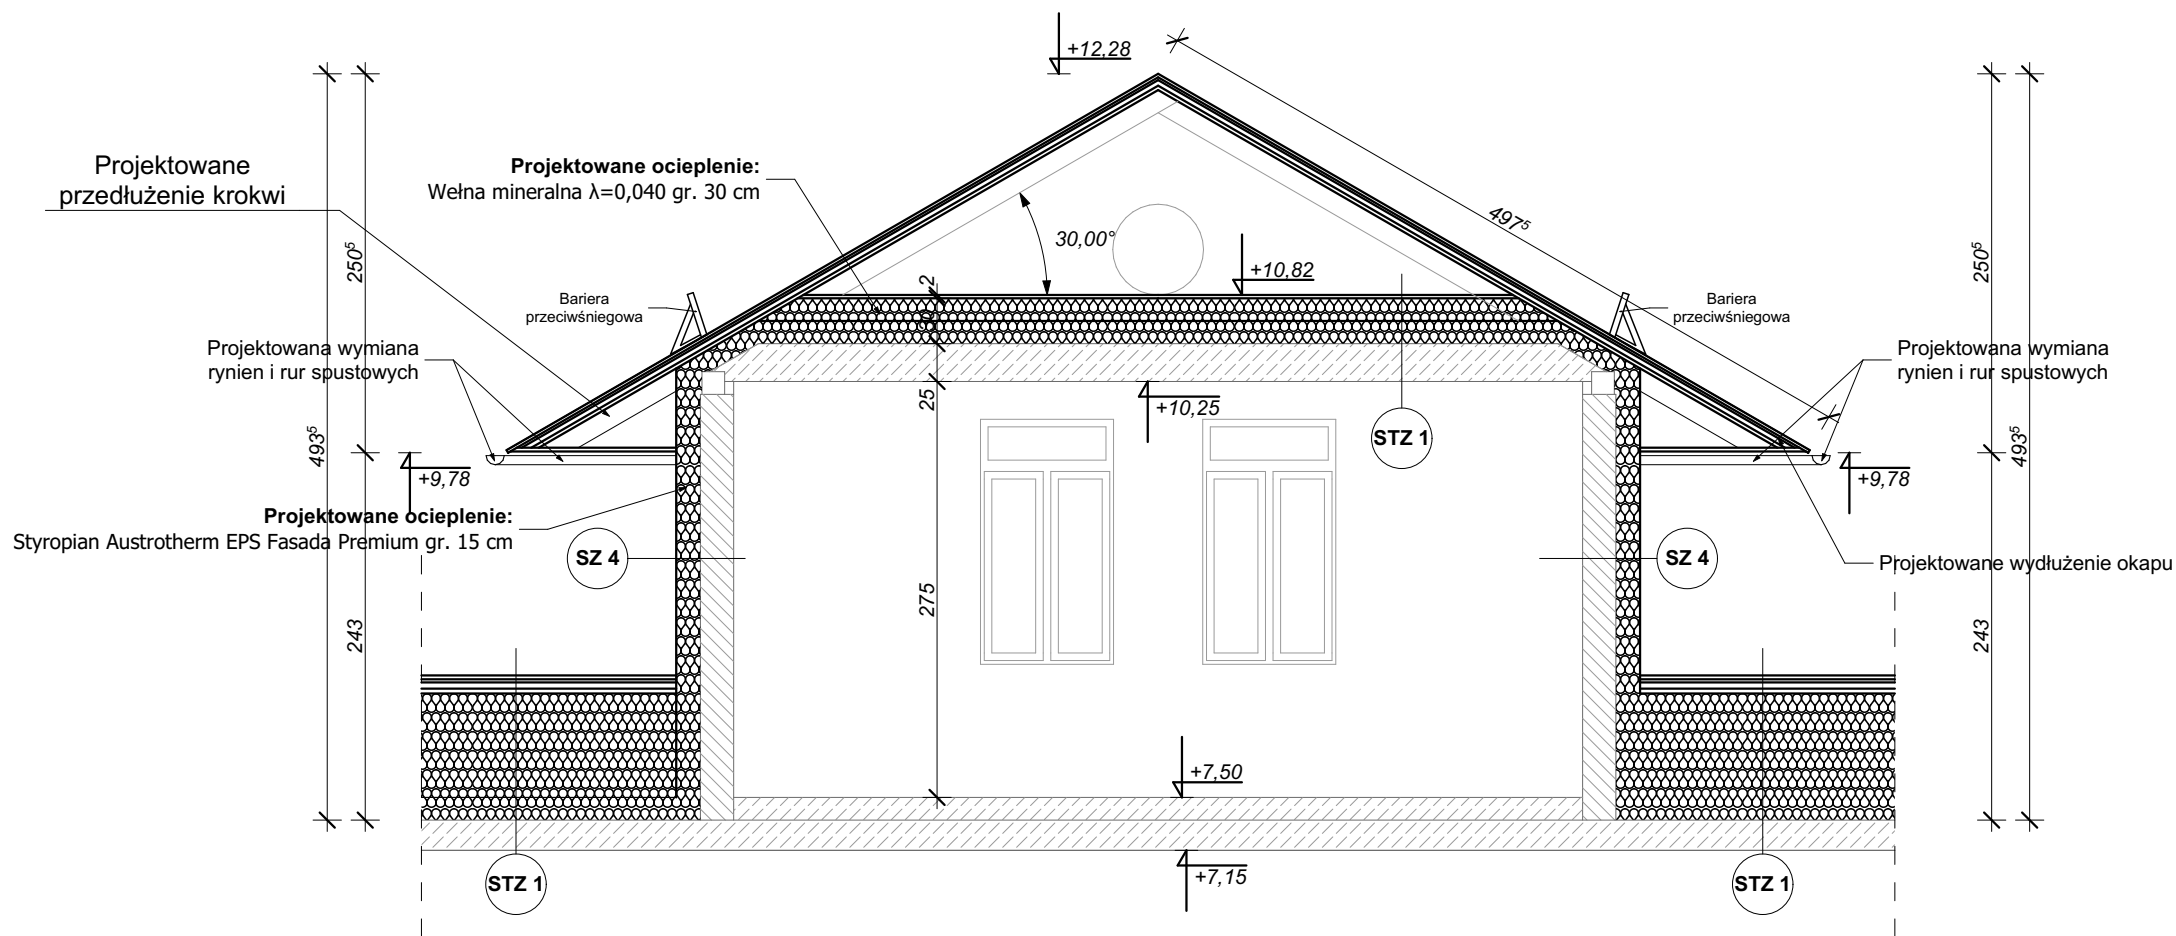 +12,28
Projektowane
przedłużenie krokwi
Projektowane ocieplenie:
Wełna mineralna λ=0,040 gr. 30 cm
497⁵
30,00°
250⁵
250⁵
+10,82
2
30
Bariera
przeciwśniegowa
Bariera
przeciwśniegowa
Projektowana wymiana
rynien i rur spustowych
Projektowana wymiana
rynien i rur spustowych
25
+10,25
STZ 1
493⁵
493⁵
+9,78
+9,78
Projektowane ocieplenie:
Styropian Austrotherm EPS Fasada Premium gr. 15 cm
SZ 4
SZ 4
Projektowane wydłużenie okapu
275
243
243
+7,50
+7,15
STZ 1
STZ 1